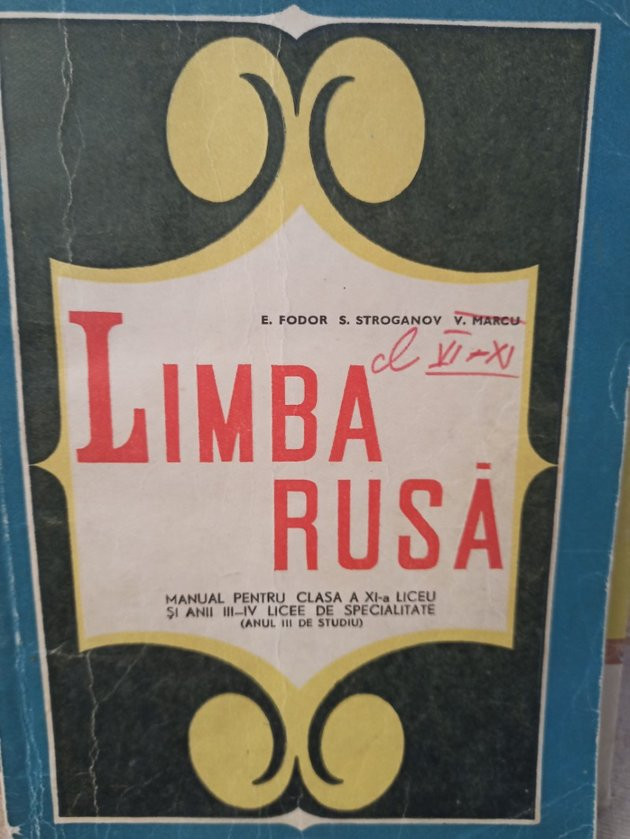 E. FODOR S. STROGANOV V. MARCU
cl VI-XI
LIMBA
RUSĂ
MANUAL PENTRU CLASA A XI-a LICEU
ȘI ANII III-IV LICEE DE SPECIALITATE
(ANUL III DE STUDIU)